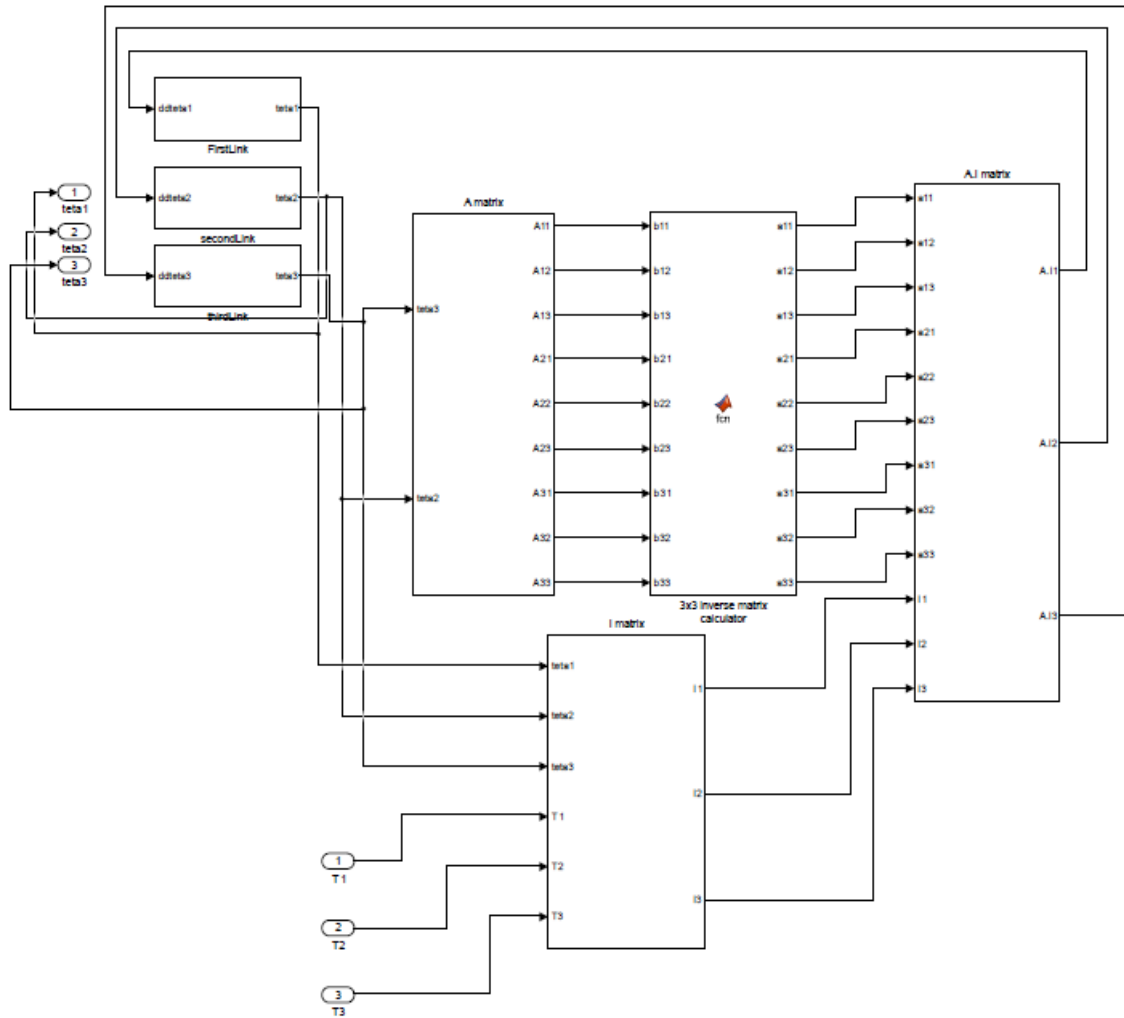 ddteta1
teta1
FirstLink
ddteta2
teta2
secondLink
ddteta3
teta3
thirdLink
1
teta1
2
teta2
3
teta3
A matrix
teta3
teta2
A11
A12
A13
A21
A22
A23
A31
A32
A33
b11
b12
b13
b21
b22
b23
b31
b32
b33
fcn
a11
a12
a13
a21
a22
a23
a31
a32
a33
3x3 inverse matrix
calculator
A.I matrix
a11
a12
a13
a21
a22
a23
a31
a32
a33
I1
I2
I3
A.I1
A.I2
A.I3
I matrix
teta1
teta2
teta3
T1
T2
T3
I1
I2
I3
1
T1
2
T2
3
T3